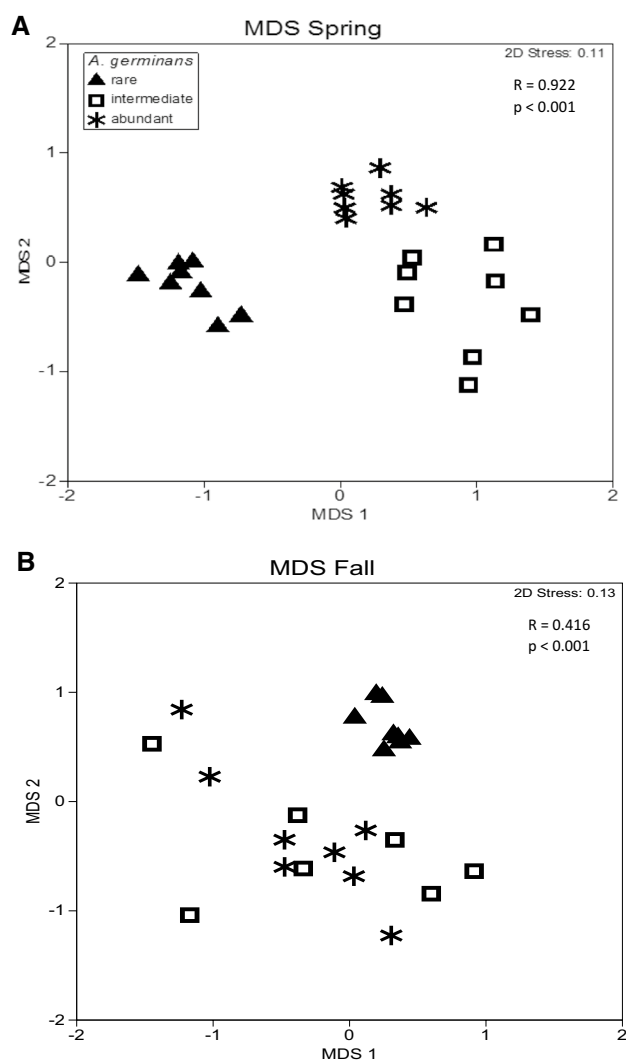 A
MDS Spring
2D Stress: 0.11
R = 0.922
p < 0.001
A. germinans
rare
intermediate
abundant
2
1
0
-1
-2
MDS2
-2
-1
0
1
2
MDS 1
B
MDS Fall
2D Stress: 0.13
R = 0.416
p < 0.001
2
1
0
-1
-2
MDS 2
-2
-1
0
1
2
MDS 1